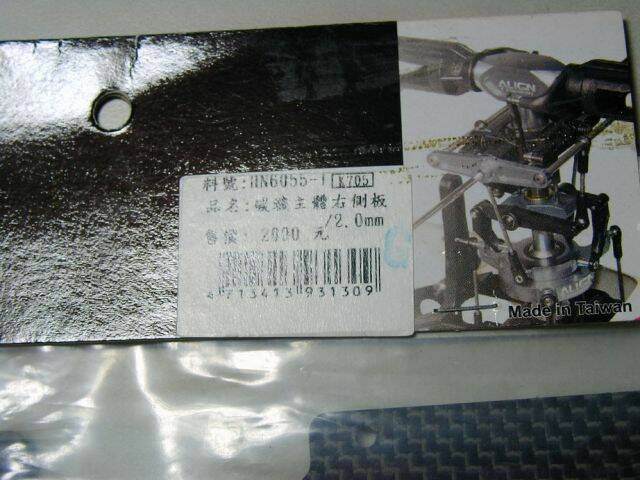 ALIGN
料號:HN6055-1 K705
品名:碳纖主體右側板
/2.0mm
售價: 2000 元
4713413931309
ALIGN
Made in Taiwan